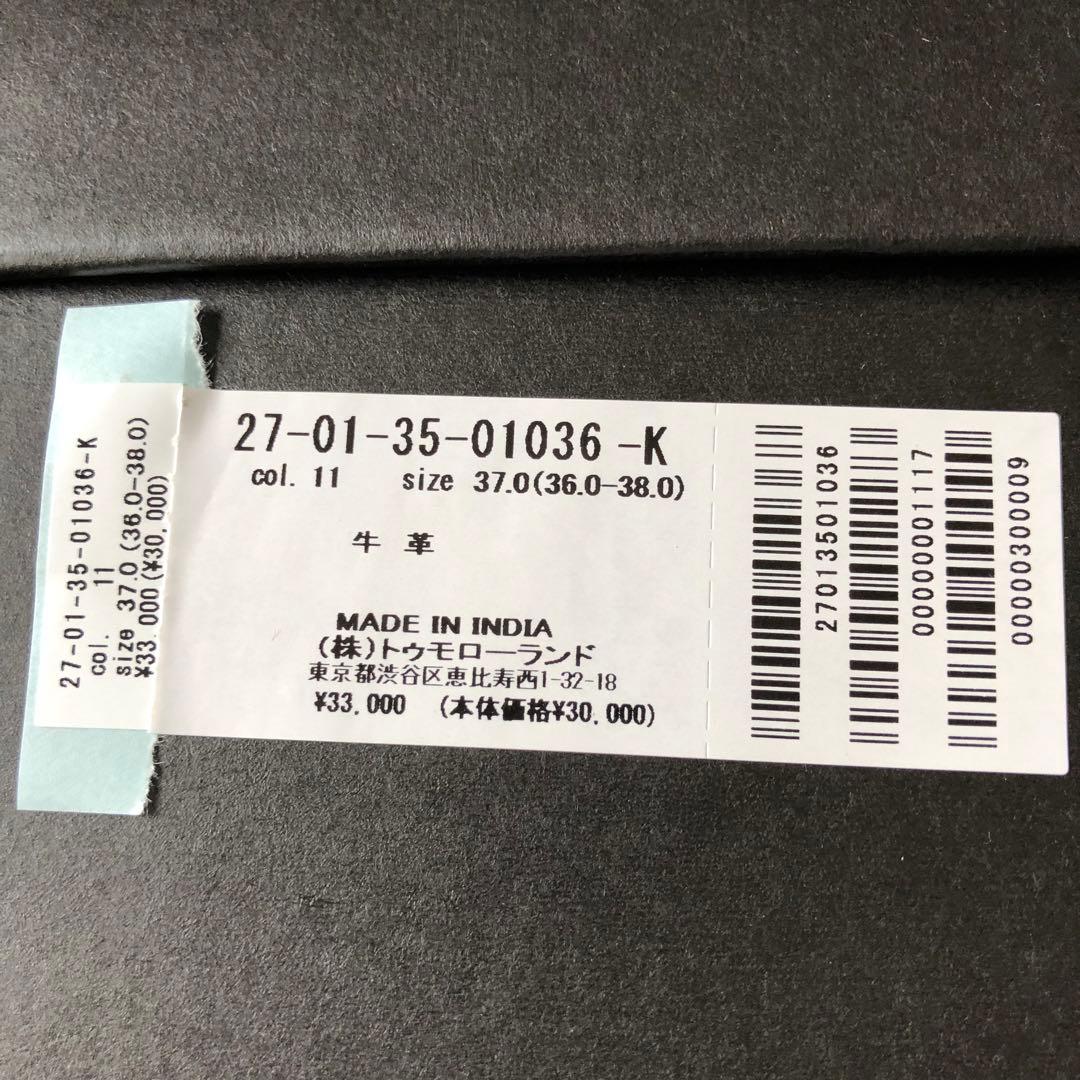 27-01-35-01036-K
col. 11
size 37.0(36.0-38.0)
¥33,000 (¥30,000)
27-01-35-01036 -K
col. 11 size 37.0(36.0-38.0)
牛 革
MADE IN INDIA
(株)トゥモローランド
東京都渋谷区恵比寿西1-32-18
¥33,000 (本体価格¥30,000)
27013501036
0000001117
0000300009